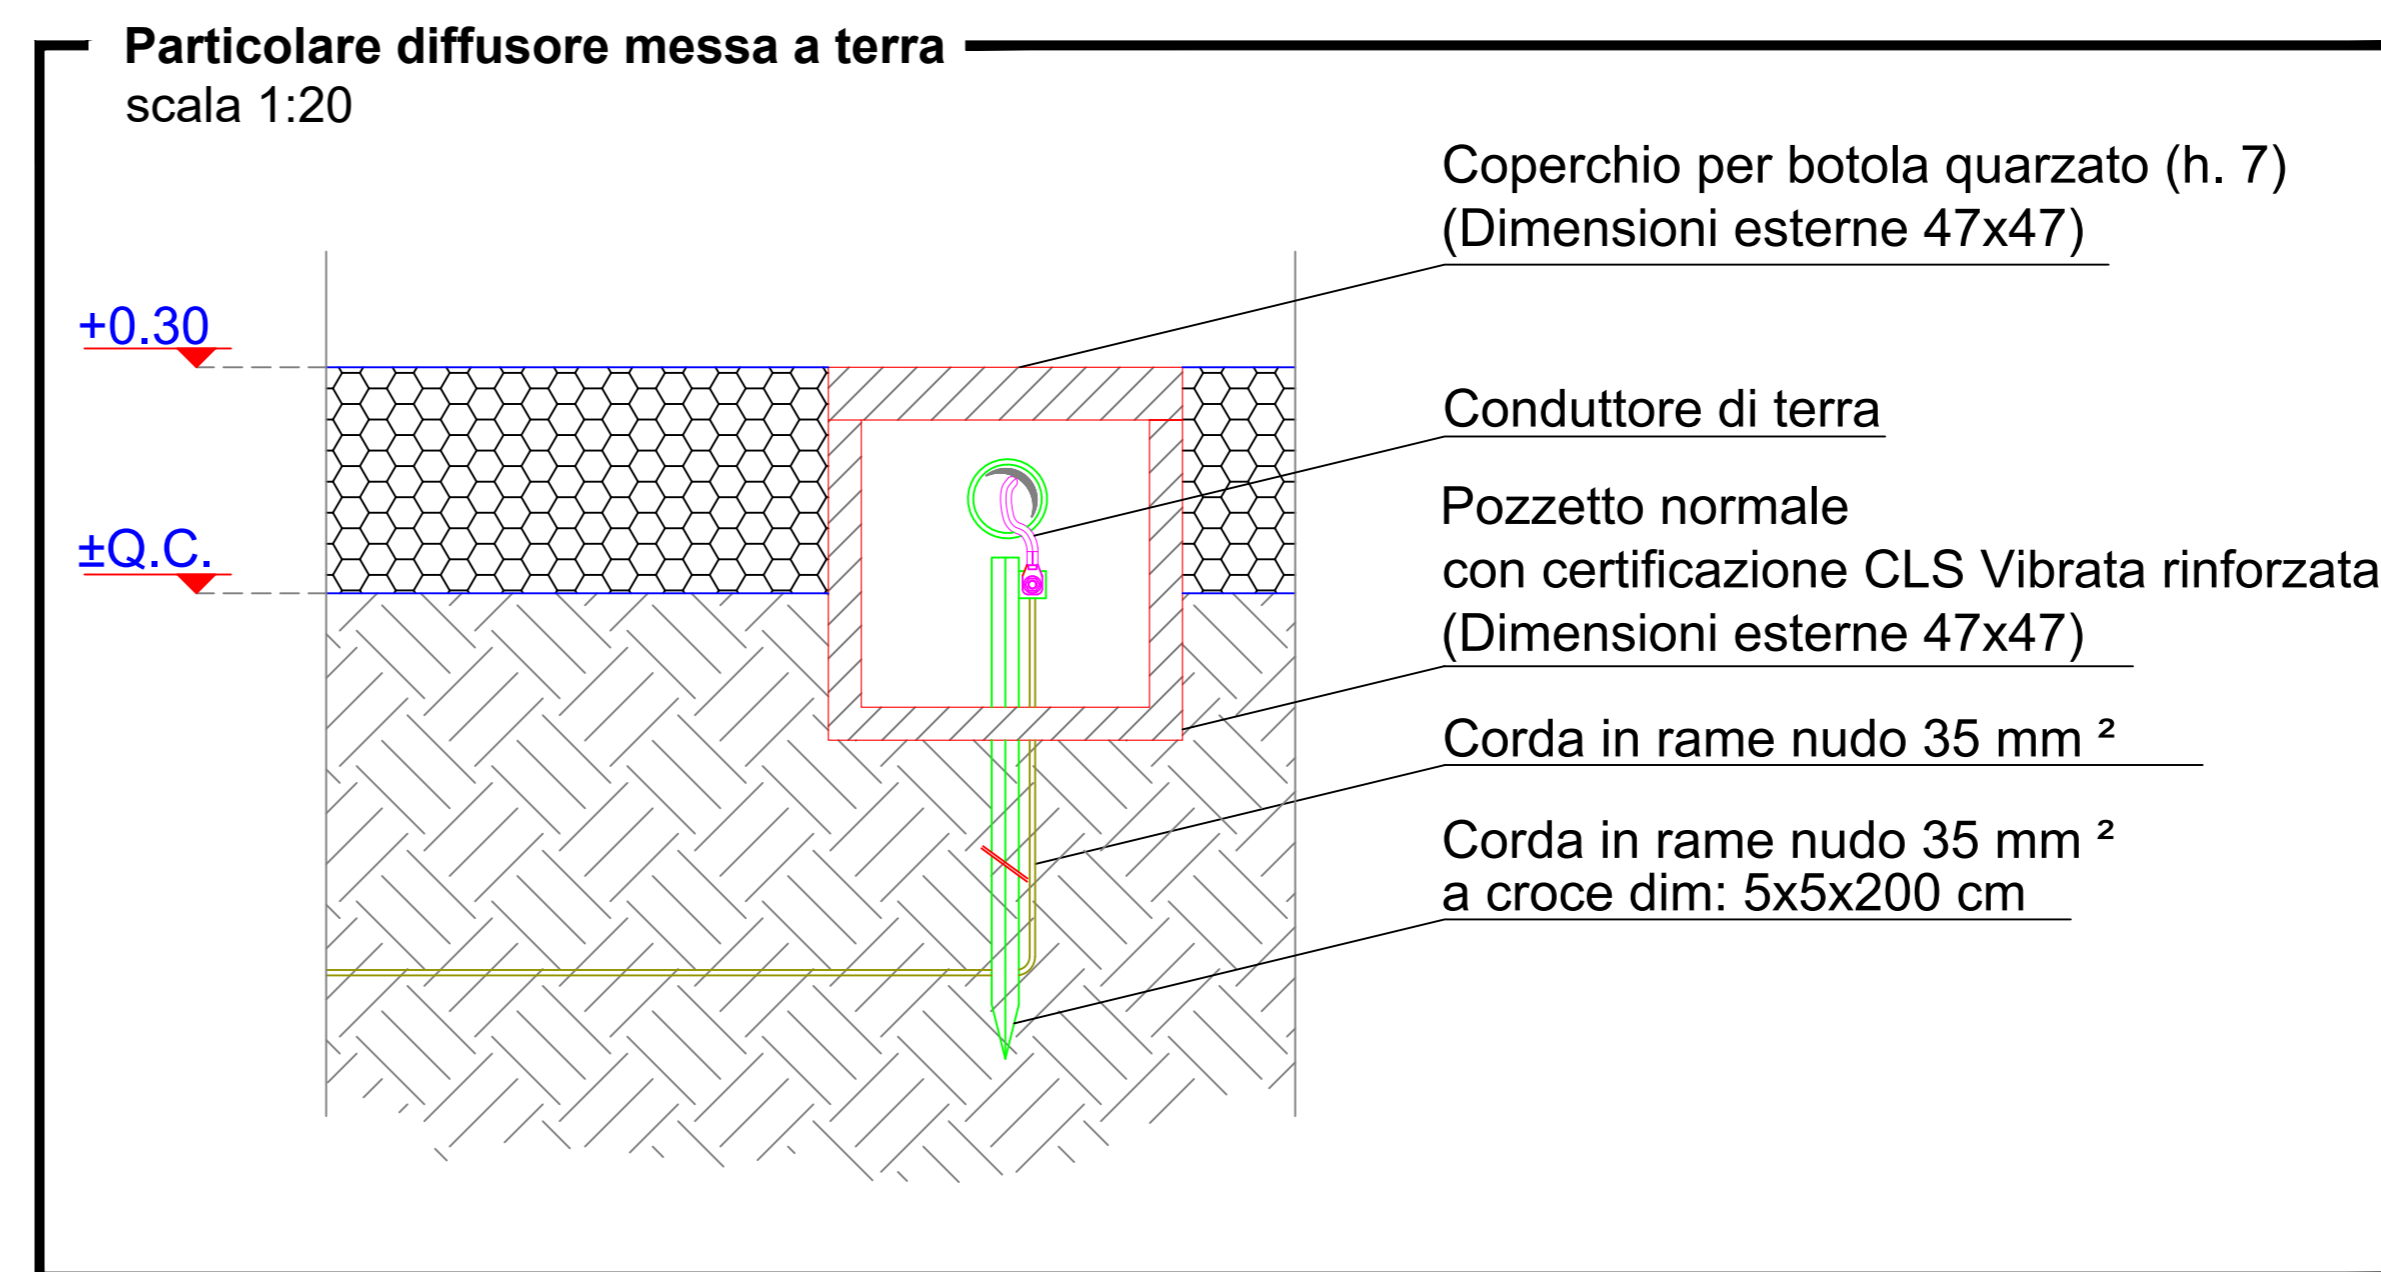 Particolare diffusore messa a terra
scala 1:20
Coperchio per botola quarzato (h. 7)
(Dimensioni esterne 47x47)
+0.30
Conduttore di terra
Pozzetto normale
con certificazione CLS Vibrata rinforzata
(Dimensioni esterne 47x47)
±Q.C.
Corda in rame nudo 35 mm ²
Corda in rame nudo 35 mm ²
a croce dim: 5x5x200 cm